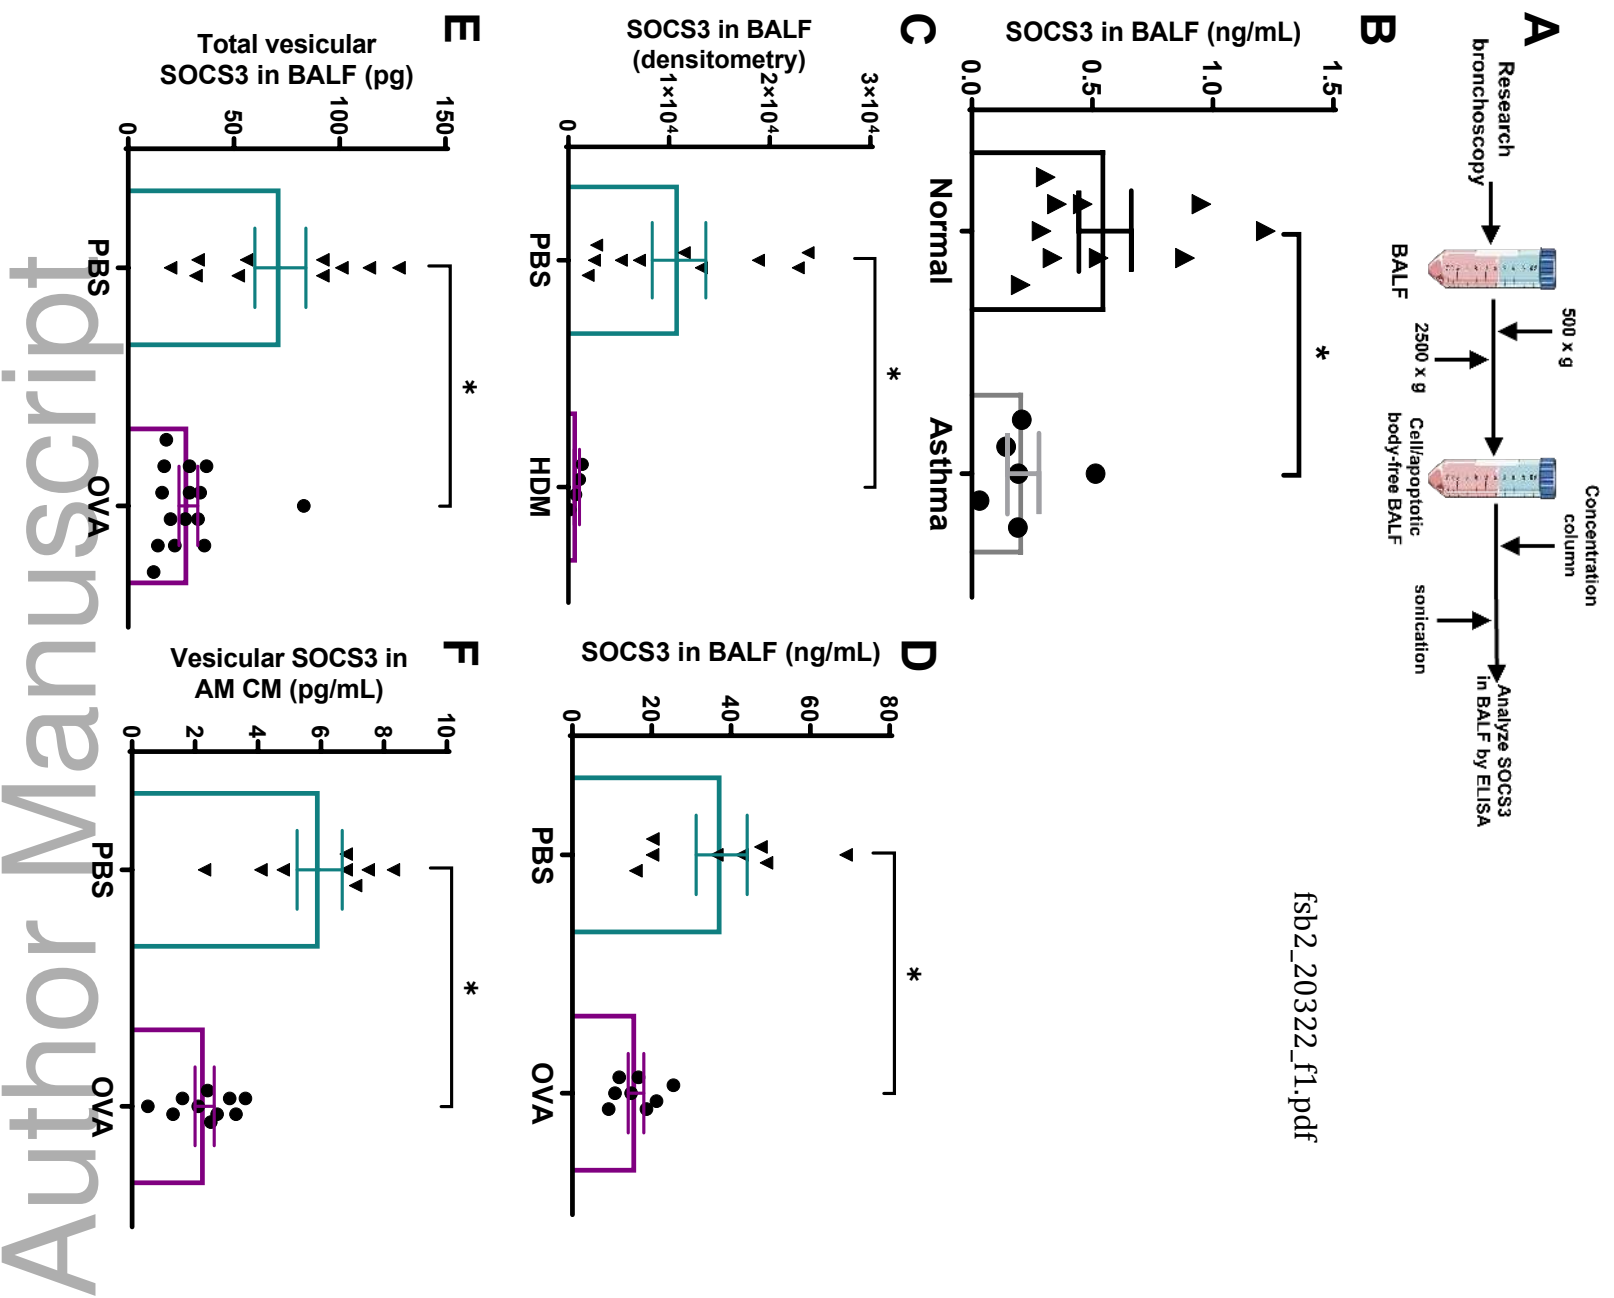 fsb2_20322_f1.pdf
A
Research
bronchoscopy
BALF
500 x g
2500 x g
Cell/apoptotic
body-free BALF
Concentration
column
sonication
Analyze SOCS3
in BALF by ELISA
B
SOCS3 in BALF (ng/mL)
1.5
1.0
0.5
0.0
*
Normal
Asthma
C
SOCS3 in BALF
(densitometry)
3×10⁴
2×10⁴
1×10⁴
0
*
PBS
HDM
D
SOCS3 in BALF (ng/mL)
80
60
40
20
0
*
PBS
OVA
E
Total vesicular
SOCS3 in BALF (pg)
150
100
50
0
*
PBS
OVA
F
Vesicular SOCS3 in
AM CM (pg/mL)
10
8
6
4
2
0
*
PBS
OVA
Author Manuscript